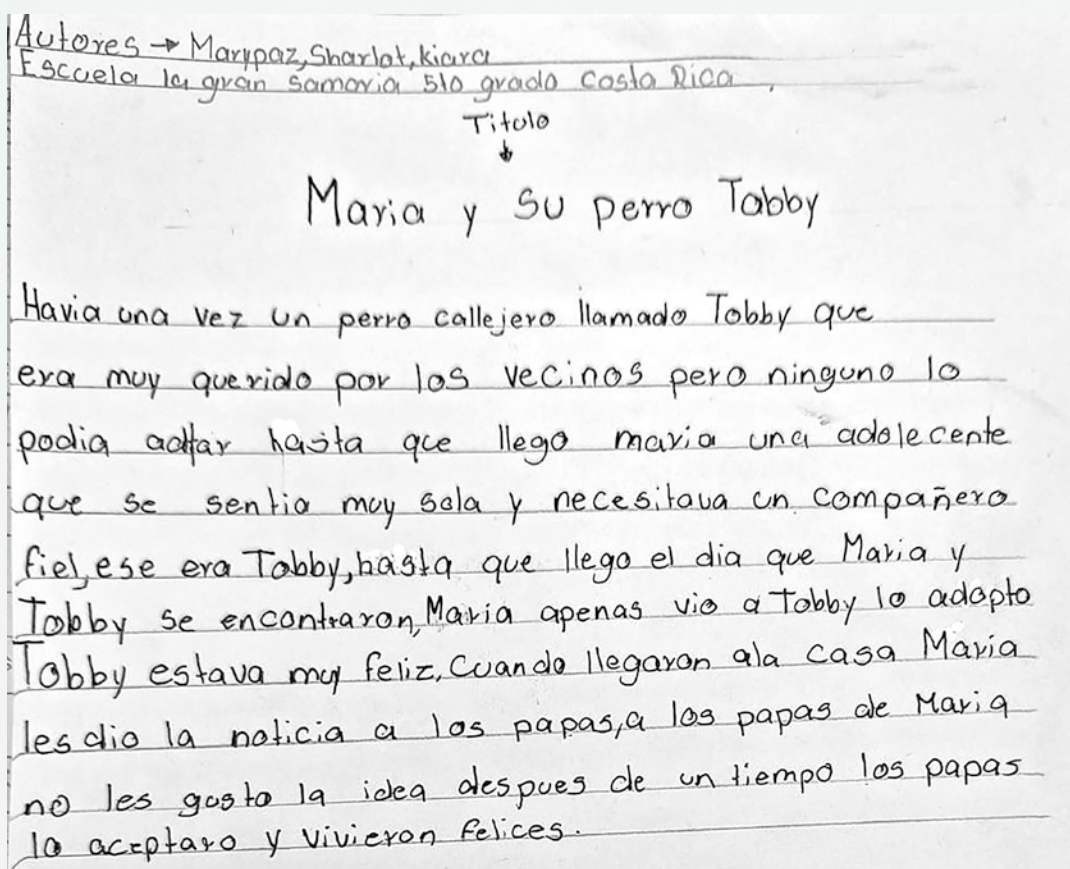 Autores → Marypaz, Sharlot, kiara
Escuela la gran samaria 5to grado Costa Rica
Titulo
↓
Maria y su perro Tobby
Havia una vez un perro callejero llamado Tobby que
era muy querido por los vecinos pero ninguno lo
podia hasta que llego maria una adolecente
que se sentia muy sola y necesitava un compañero
fiel, ese era Tobby, hasta que llego el dia que Maria y
Tobby se encontraron, Maria apenas vio a Tobby lo adopto
Tobby estava muy feliz, Cuando llegaron ala casa Maria
les dio la noticia a los papas, a los papas de Maria
no les gusto la idea despues de un tiempo los papas
lo aceptaro y vivieron felices.